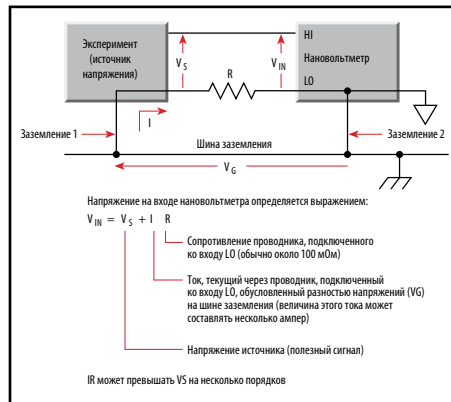 Эксперимент
(источник
напряжения)
V S
R
V IN
HI
Нановольтметр
LO
I
Заземление 1
Шина заземления
Заземление 2
V G
Напряжение на входе нановольтметра определяется выражением:
V IN = V S + I R
Сопротивление проводника, подключенного
ко входу LO (обычно около 100 мОм)
Ток, текущий через проводник, подключенный
ко входу LO, обусловленный разностью напряжений (VG)
на шине заземления (величина этого тока может
составлять несколько ампер)
Напряжение источника (полезный сигнал)
IR может превышать VS на несколько порядков